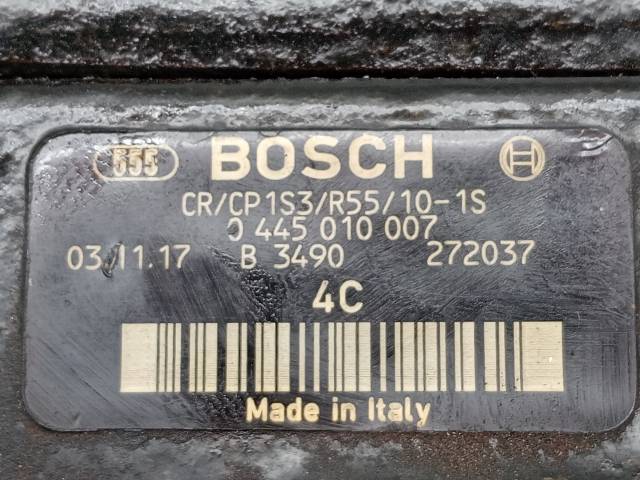 555 BOSCH
CR/CP1S3/R55/10-1S
0 445 010 007
03.11.17 B 3490 272037
4C
Made in Italy